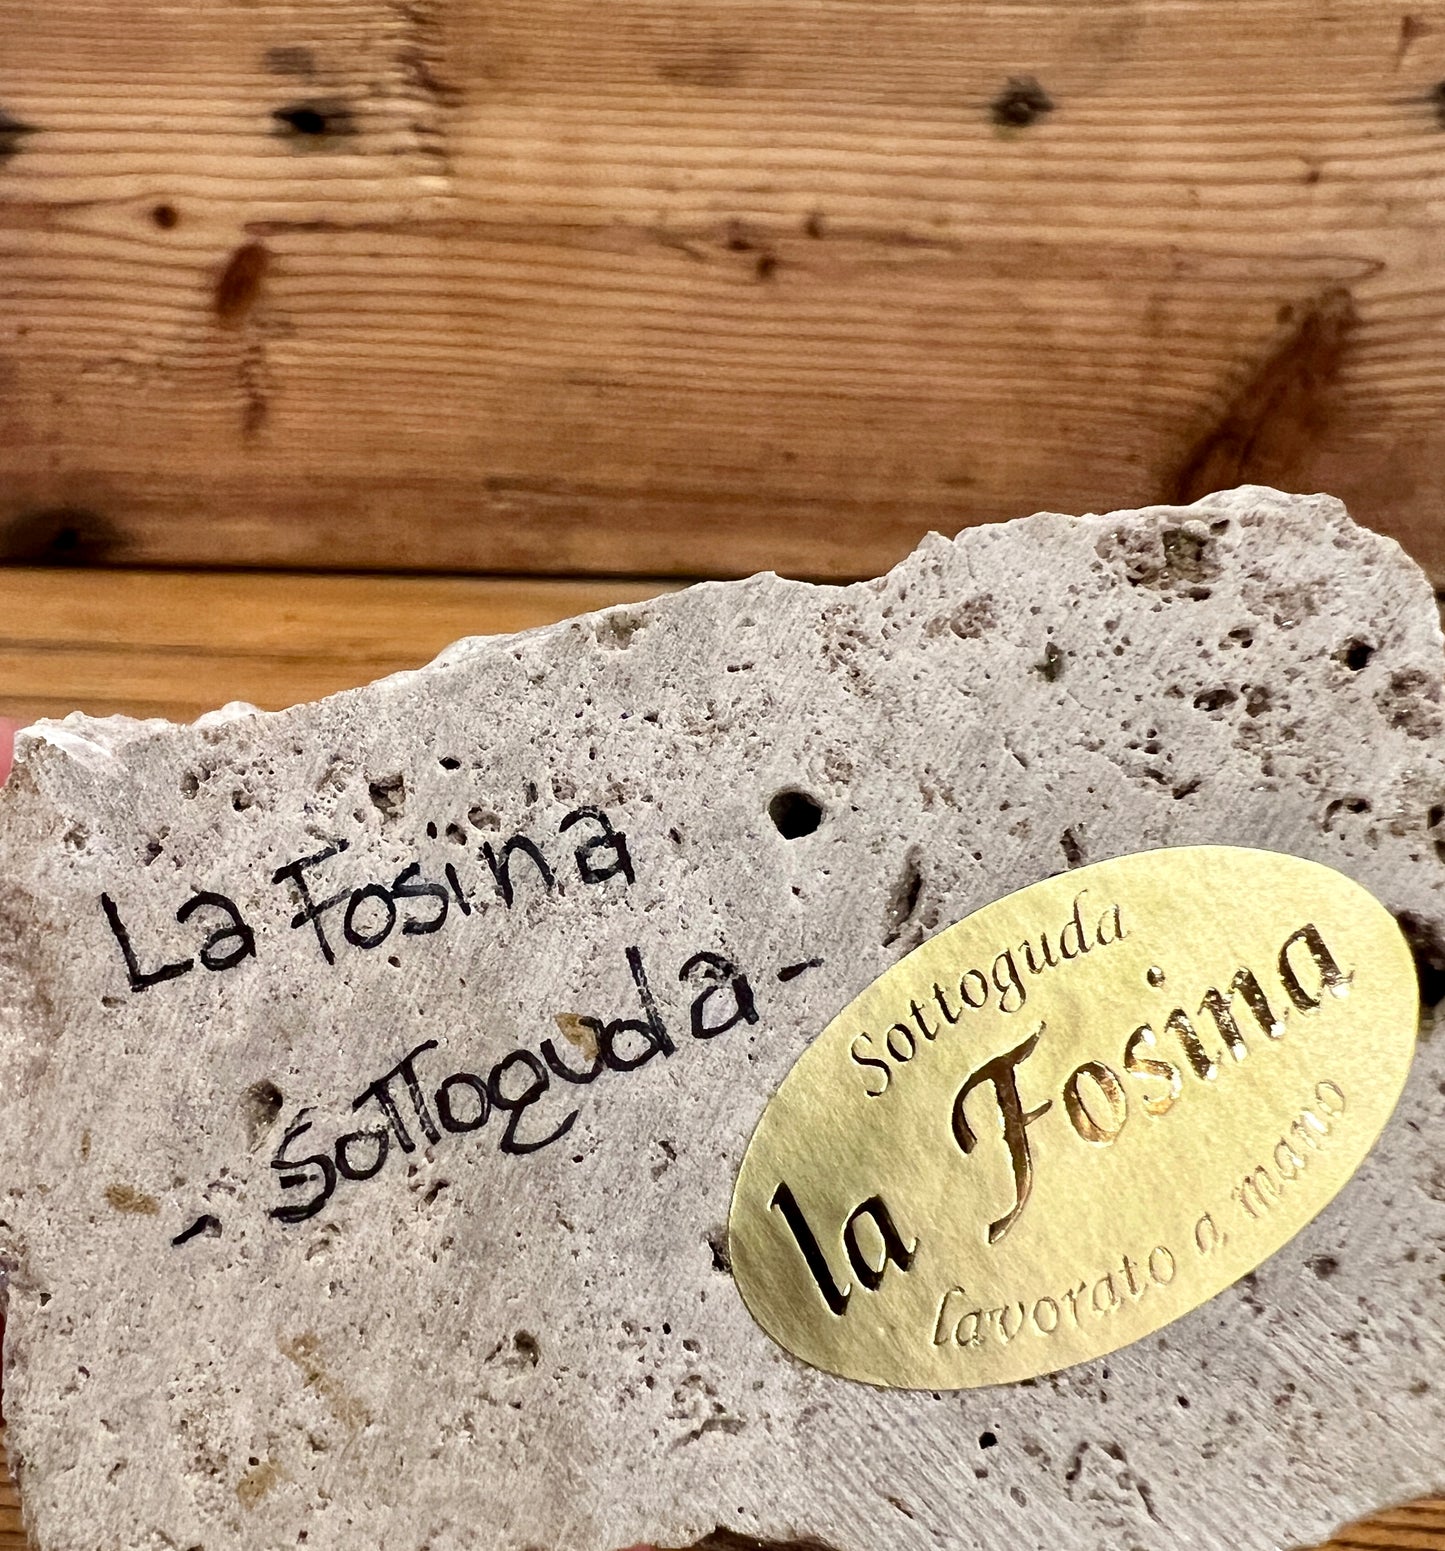 La Fosina
- Sottoguda -
Sottoguda
la Fosina
lavorato a mano